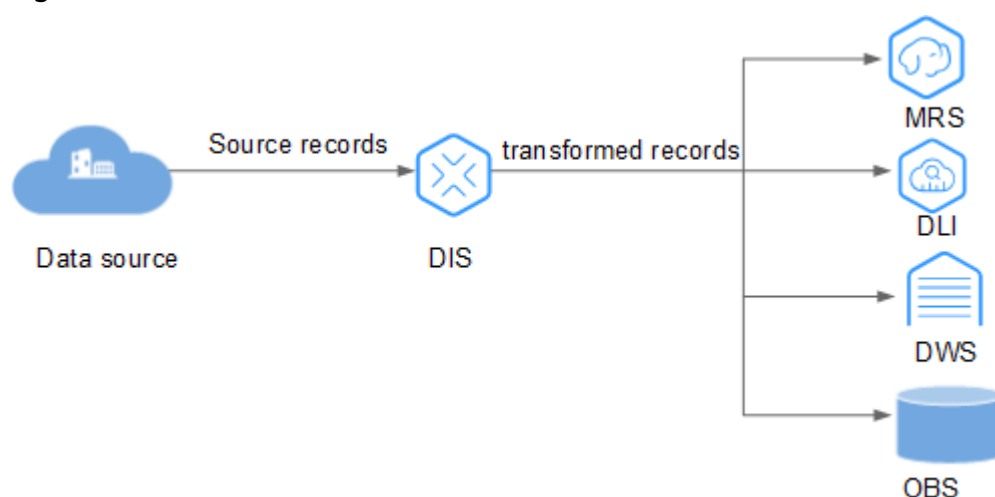 MRS
Source records
transformed records
DLI
Data source
DIS
DWS
OBS